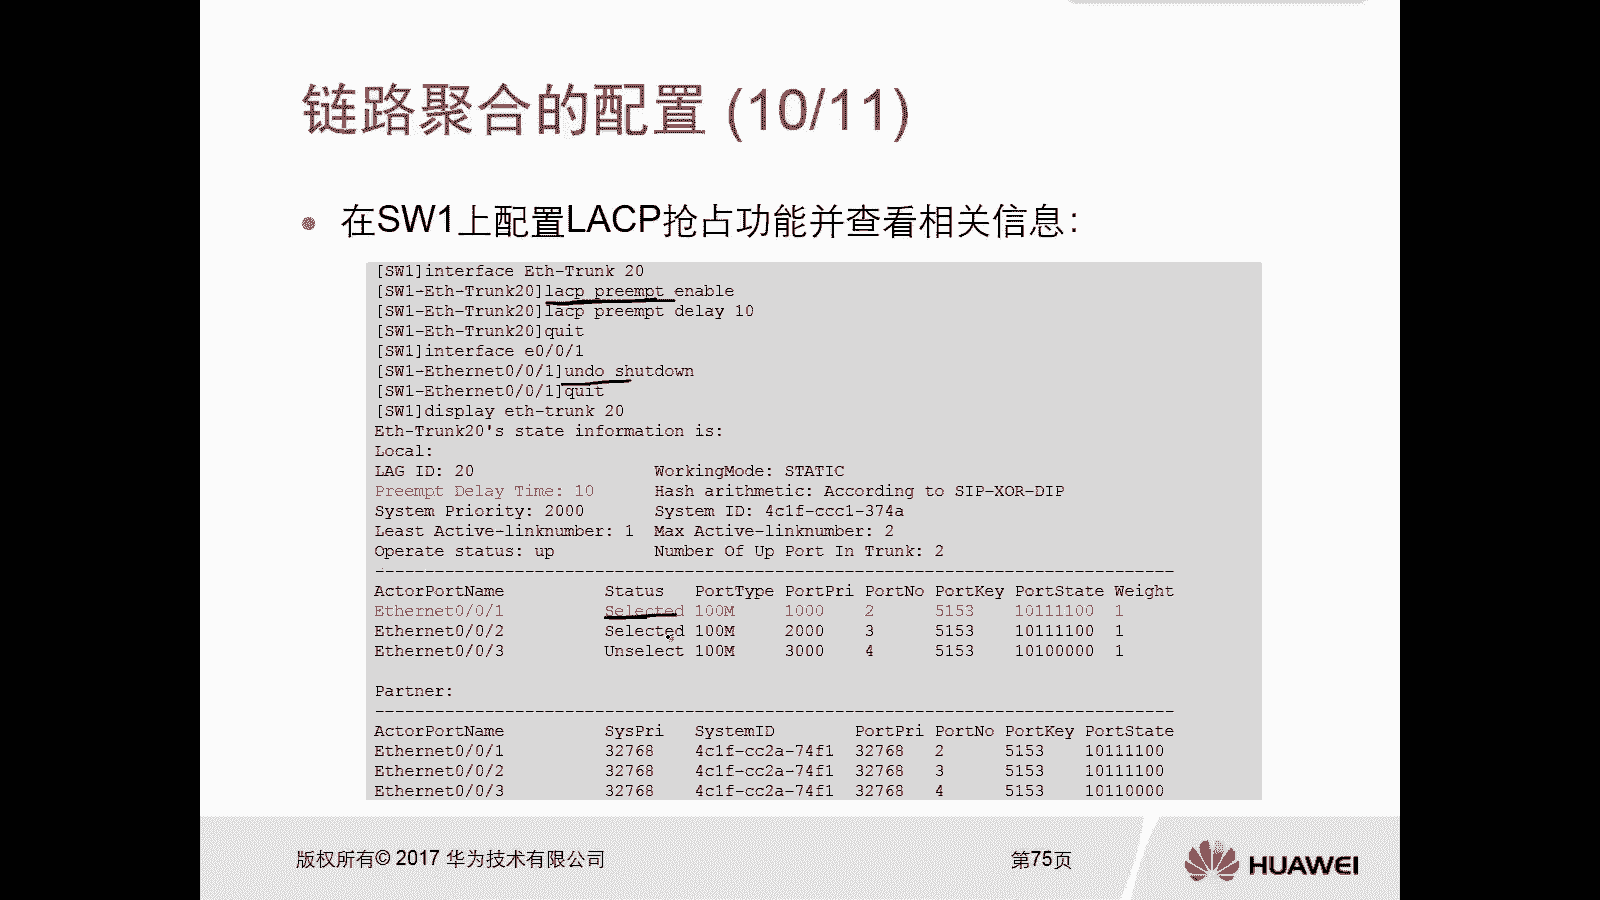 链路聚合的配置 (10/11)
在SW1上配置LACP抢占功能并查看相关信息:
[SW1]interface Eth-Trunk 20
[SW1-Eth-Trunk20]lacp preempt enable
[SW1-Eth-Trunk20]lacp preempt delay 10
[SW1-Eth-Trunk20]quit
[SW1]interface e0/0/1
[SW1-Ethernet0/0/1]undo shutdown
[SW1-Ethernet0/0/1]quit
[SW1]display eth-trunk 20
Eth-Trunk20's state information is:
Local:
LAG ID: 20 WorkingMode: STATIC
Preempt Delay Time: 10 Hash arithmetic: According to SIP-XOR-DIP
System Priority: 2000 System ID: 4c1f-ccc1-374a
Least Active-linknumber: 1 Max Active-linknumber: 2
Operate status: up Number Of Up Port In Trunk: 2
--------------------------------------------------------------------------------
ActorPortName Status PortType PortPri PortNo PortKey PortState Weight
Ethernet0/0/1 Selected 100M 1000 2 5153 10111100 1
Ethernet0/0/2 Selected 100M 2000 3 5153 10111100 1
Ethernet0/0/3 Unselect 100M 3000 4 5153 10100000 1
Partner:
--------------------------------------------------------------------------------
ActorPortName SysPri SystemID PortPri PortNo PortKey PortState
Ethernet0/0/1 32768 4c1f-cc2a-74f1 32768 2 5153 10111100
Ethernet0/0/2 32768 4c1f-cc2a-74f1 32768 3 5153 10111100
Ethernet0/0/3 32768 4c1f-cc2a-74f1 32768 4 5153 10110000
版权所有© 2017 华为技术有限公司
第75页
HUAWEI